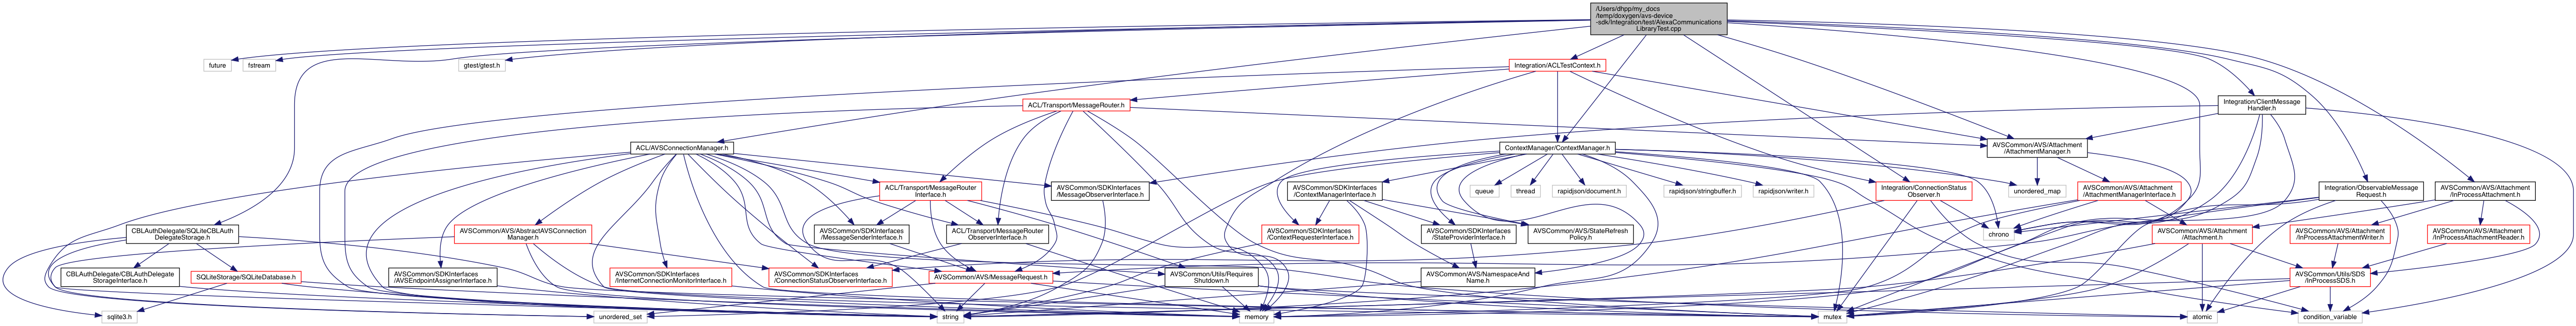 /Users/dhpp/my_docs
/temp/doxygen/avs-device
-sdk/Integration/test/AlexaCommunications
LibraryTest.cpp
future
fstream
gtest/gtest.h
Integration/ACLTestContext.h
ACL/Transport/MessageRouter.h
Integration/ClientMessage
Handler.h
ACL/AVSConnectionManager.h
ContextManager/ContextManager.h
AVSCommon/AVS/Attachment
/AttachmentManager.h
ACL/Transport/MessageRouter
Interface.h
AVSCommon/SDKInterfaces
/MessageObserverInterface.h
AVSCommon/SDKInterfaces
/ContextManagerInterface.h
queue
thread
rapidjson/document.h
rapidjson/stringbuffer.h
rapidjson/writer.h
Integration/ConnectionStatus
Observer.h
unordered_map
AVSCommon/AVS/Attachment
/AttachmentManagerInterface.h
Integration/ObservableMessage
Request.h
AVSCommon/AVS/Attachment
/InProcessAttachment.h
CBLAuthDelegate/SQLiteCBLAuth
DelegateStorage.h
AVSCommon/AVS/AbstractAVSConnection
Manager.h
AVSCommon/SDKInterfaces
/MessageSenderInterface.h
ACL/Transport/MessageRouter
ObserverInterface.h
AVSCommon/SDKInterfaces
/ContextRequesterInterface.h
AVSCommon/SDKInterfaces
/StateProviderInterface.h
AVSCommon/AVS/StateRefresh
Policy.h
chrono
AVSCommon/AVS/Attachment
/Attachment.h
AVSCommon/AVS/Attachment
/InProcessAttachmentWriter.h
AVSCommon/AVS/Attachment
/InProcessAttachmentReader.h
CBLAuthDelegate/CBLAuthDelegate
StorageInterface.h
SQLiteStorage/SQLiteDatabase.h
AVSCommon/SDKInterfaces
/AVSEndpointAssignerInterface.h
AVSCommon/SDKInterfaces
/InternetConnectionMonitorInterface.h
AVSCommon/SDKInterfaces
/ConnectionStatusObserverInterface.h
AVSCommon/AVS/MessageRequest.h
AVSCommon/Utils/Requires
Shutdown.h
AVSCommon/AVS/NamespaceAnd
Name.h
AVSCommon/Utils/SDS
/InProcessSDS.h
sqlite3.h
unordered_set
string
memory
mutex
atomic
condition_variable